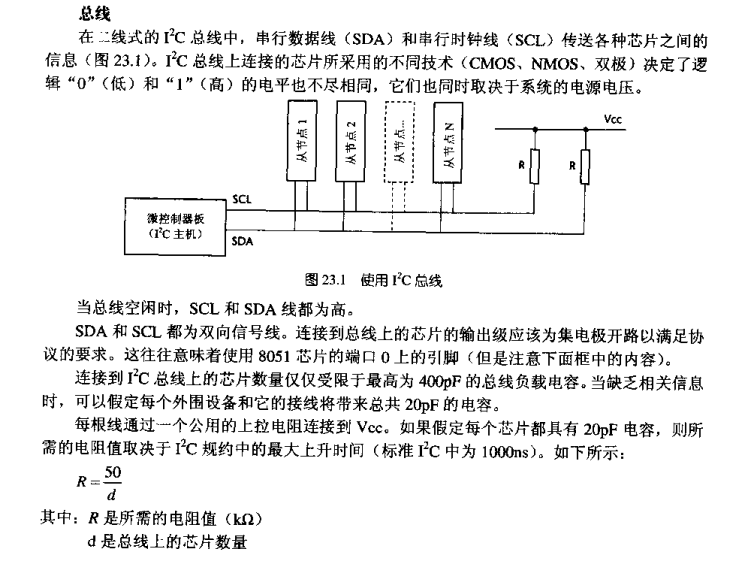 总线
在二线式的 I²C 总线中，串行数据线（SDA）和串行时钟线（SCL）传送各种芯片之间的
信息（图 23.1）。I²C 总线上连接的芯片所采用的不同技术（CMOS、NMOS、双极）决定了逻
辑“0”（低）和“1”（高）的电平也不尽相同，它们也同时取决于系统的电源电压。
从节点 1
从节点 2
从节点...
从节点 N
Vcc
R
R
SCL
微控制器板
（I²C 主机）
SDA
图 23.1 使用 I²C 总线
当总线空闲时，SCL 和 SDA 线都为高。
SDA 和 SCL 都为双向信号线。连接到总线上的芯片的输出级应该为集电极开路以满足协
议的要求。这往往意味着使用 8051 芯片的端口 0 上的引脚（但是注意下面框中的内容）。
连接到 I²C 总线上的芯片数量仅仅受限于最高为 400pF 的总线负载电容。当缺乏相关信息
时，可以假定每个外围设备和它的接线将带来总共 20pF 的电容。
每根线通过一个公用的上拉电阻连接到 Vcc。如果假定每个芯片都具有 20pF 电容，则所
需的电阻值取决于 I²C 规约中的最大上升时间（标准 I²C 中为 1000ns）。如下所示：
R = 50/d
其中：R 是所需的电阻值（kΩ）
d 是总线上的芯片数量